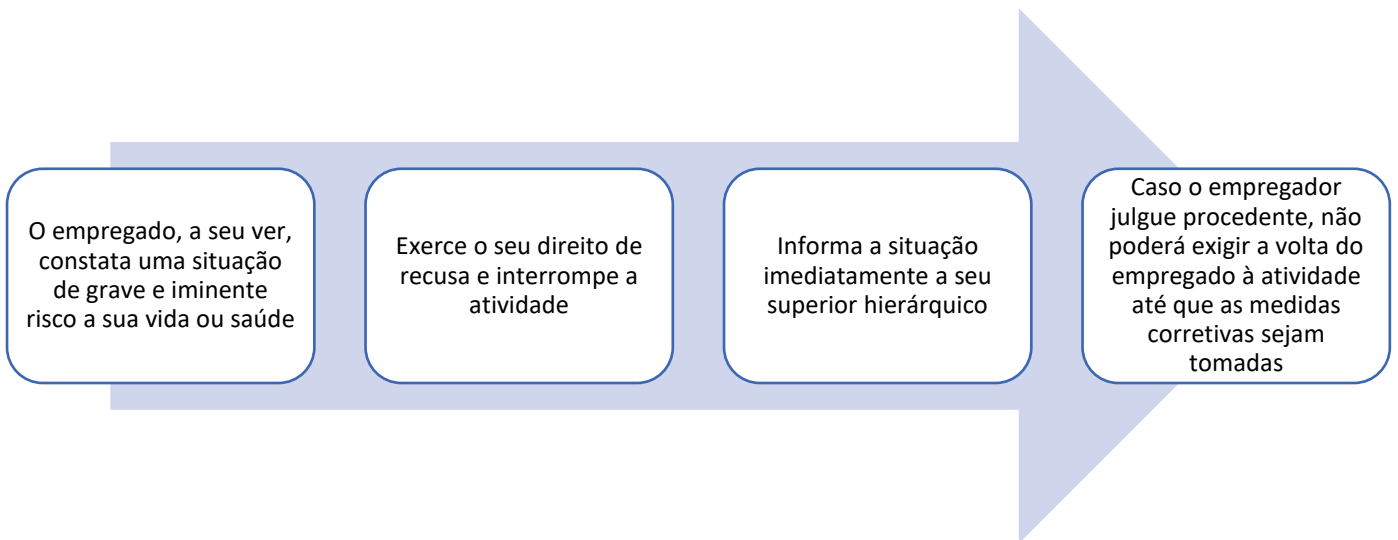 O empregado, a seu ver,
constata uma situação
de grave e iminente
risco a sua vida ou saúde
Exerce o seu direito de
recusa e interrompe a
atividade
Informa a situação
imediatamente a seu
superior hierárquico
Caso o empregador
julgue procedente, não
poderá exigir a volta do
empregado à atividade
até que as medidas
corretivas sejam
tomadas